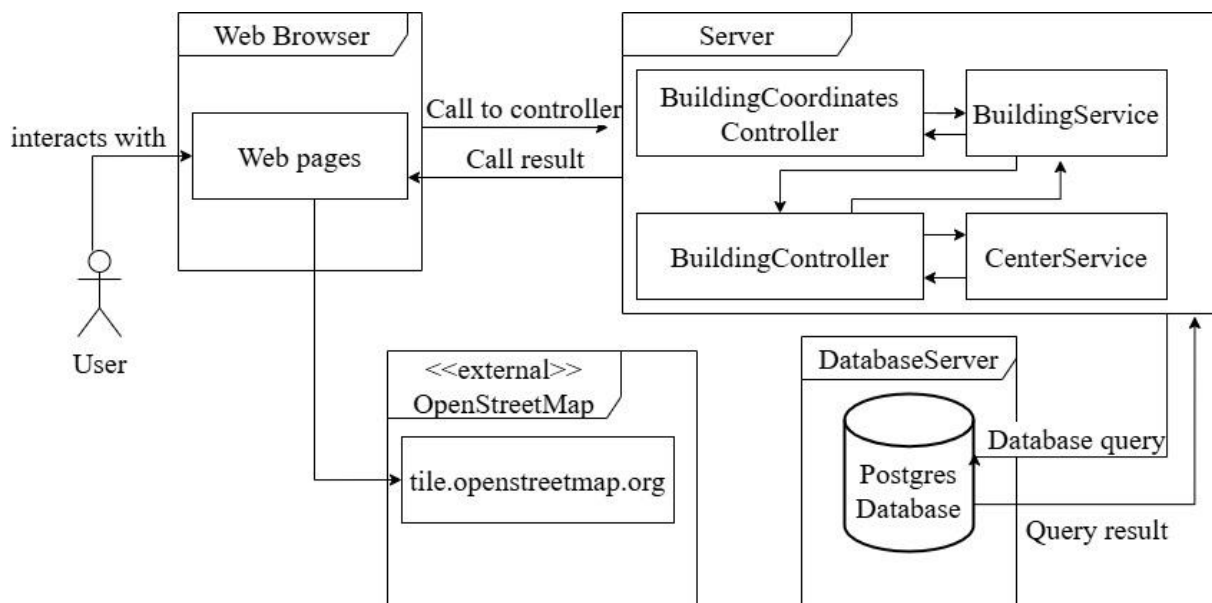 Web Browser
Server
BuildingCoordinates
Controller
BuildingService
Call to controller
interacts with
Web pages
Call result
BuildingController
CenterService
User
<<external>>
OpenStreetMap
DatabaseServer
tile.openstreetmap.org
Database query
Postgres
Database
Query result